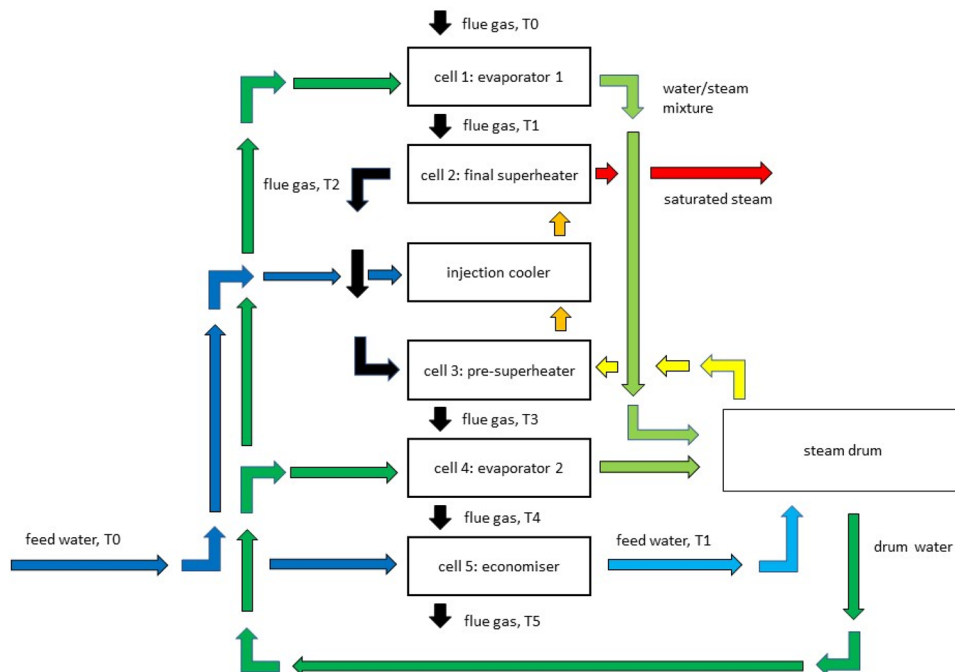 flue gas, T0
cell 1: evaporator 1
water/steam
mixture
flue gas, T1
cell 2: final superheater
flue gas, T2
saturated steam
injection cooler
cell 3: pre-superheater
flue gas, T3
steam drum
cell 4: evaporator 2
flue gas, T4
feed water, T0
feed water, T1
drum water
cell 5: economiser
flue gas, T5